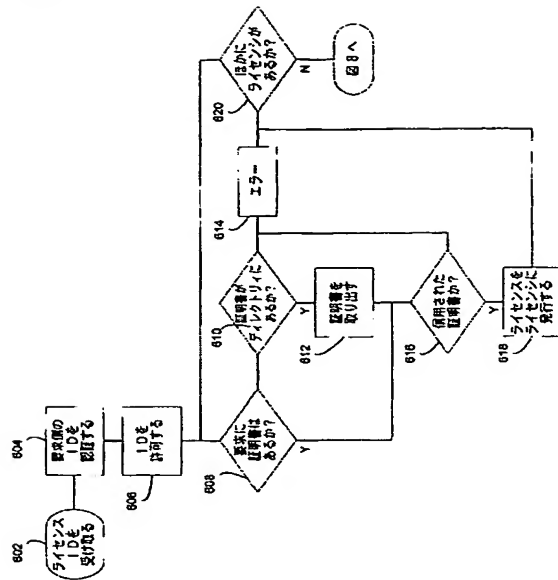 602
ライセンス
IDを
受け取る
604
要求側の
IDを
認証する
606
IDを
許可する
608
要求に
証明書は
あるか?
Y
610
証明書が
ディレクトリィに
あるか?
Y
612
証明書を
取り出す
614
エラー
616
信用された
証明書か?
Y
618
ライセンスを
ライセンシに
発行する
620
ほかに
ライセンシが
あるか?
N
図8へ